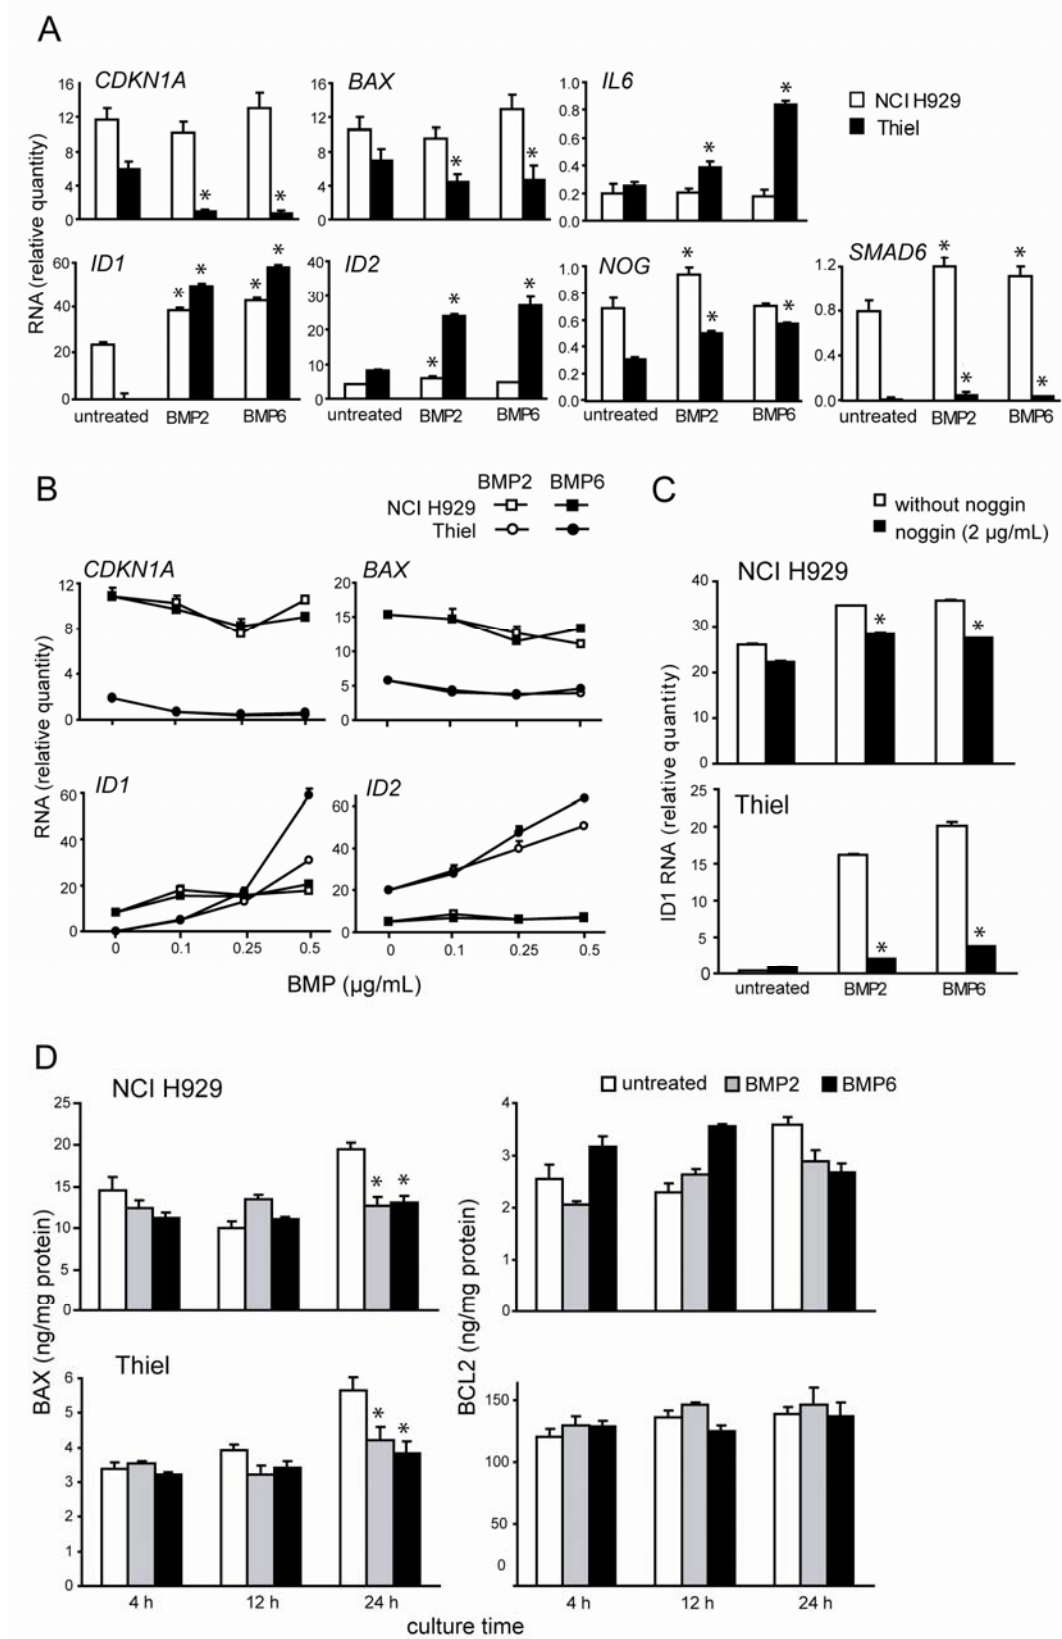 A
CDKN1A
BAX
IL6
NCI H929
Thiel
RNA (relative quantity)
16
12
8
4
0
* *
16
12
8
4
0
* *
1.0
0.8
0.6
0.4
0.2
0.0
* *
ID1
ID2
NOG
SMAD6
60
40
20
0
* * * *
40
30
20
10
0
* * *
1.0
0.8
0.6
0.4
0.2
0.0
* * *
1.2
0.8
0.4
0.0
* * * *
untreated BMP2 BMP6
untreated BMP2 BMP6
untreated BMP2 BMP6
untreated BMP2 BMP6
B
BMP2 BMP6
NCI H929
Thiel
CDKN1A
BAX
RNA (relative quantity)
12
8
4
0
20
15
10
5
0
ID1
ID2
60
40
20
0
60
40
20
0
0 0.1 0.25 0.5
0 0.1 0.25 0.5
BMP (µg/mL)
C
without noggin
noggin (2 µg/mL)
NCI H929
ID1 RNA (relative quantity)
40
30
20
10
0
* *
Thiel
25
20
15
10
5
0
* *
untreated BMP2 BMP6
D
NCI H929
untreated BMP2 BMP6
BAX (ng/mg protein)
25
20
15
10
5
0
* *
BCL2 (ng/mg protein)
4
3
2
1
0
Thiel
6
5
4
3
2
1
0
* *
150
100
50
0
4 h 12 h 24 h
4 h 12 h 24 h
culture time